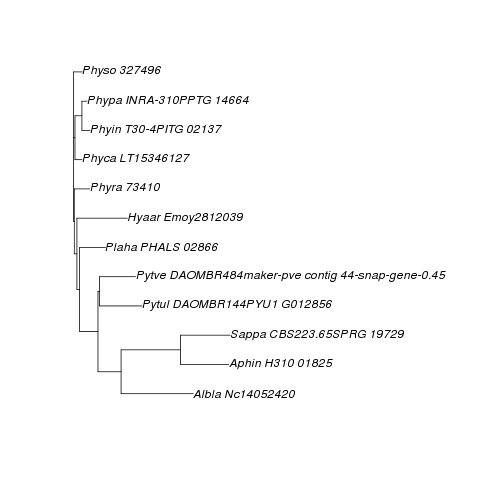 Physo 327496
Phypa INRA-310PPTG 14664
Phyin T30-4PITG 02137
Phyca LT15346127
Phyra 73410
Hyaar Emoy2812039
Plaha PHALS 02866
Pytve DAOMBR484maker-pve contig 44-snap-gene-0.45
Pytul DAOMBR144PYU1 G012856
Sappa CBS223.65SPRG 19729
Aphin H310 01825
Albla Nc14052420